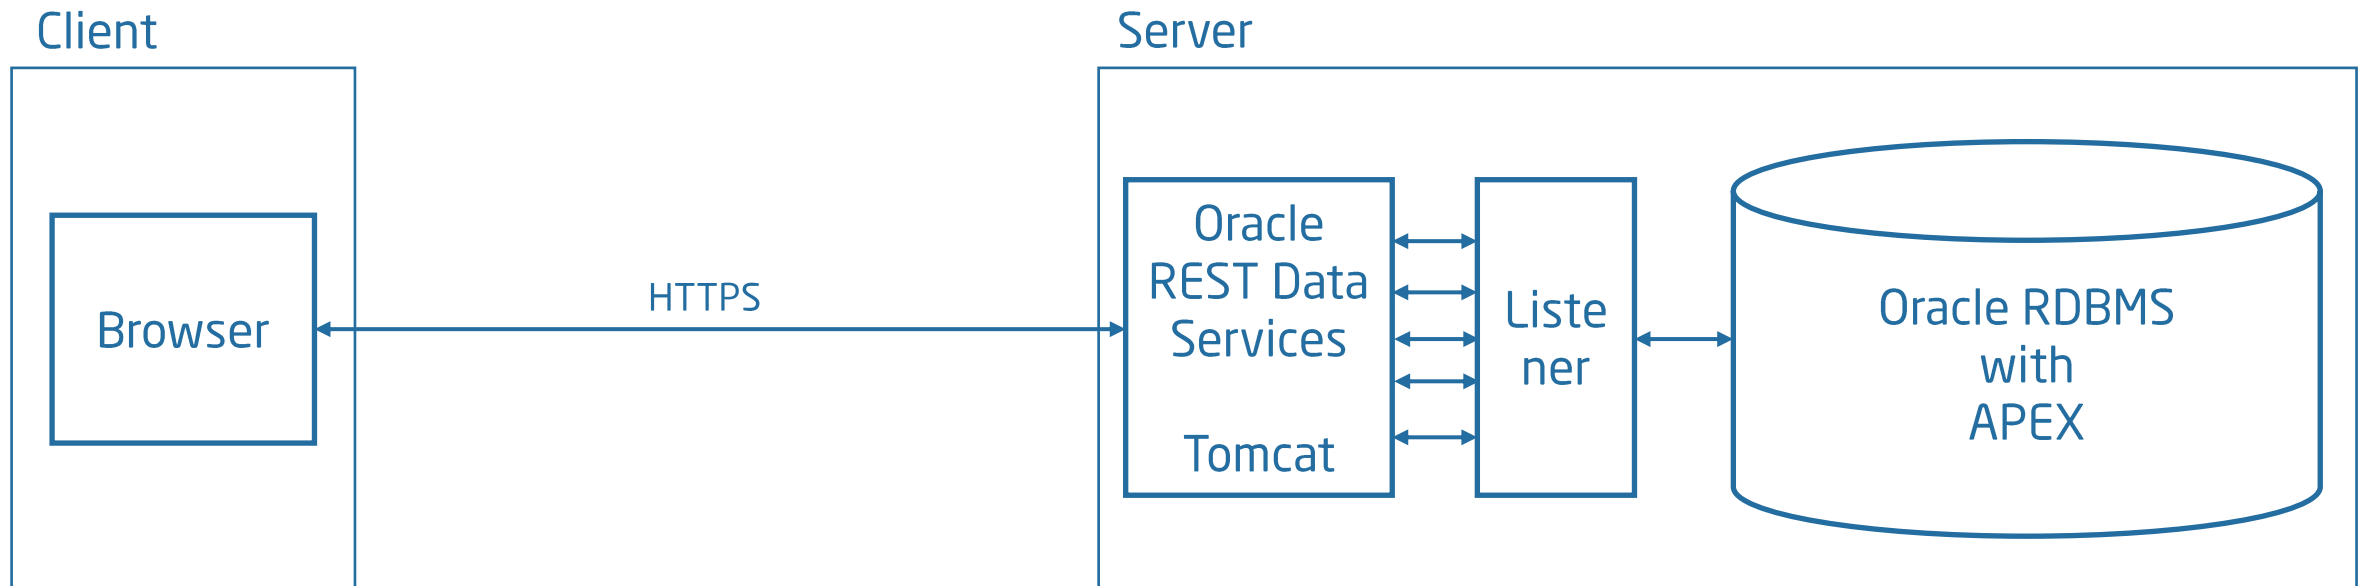 Client
Server
Browser
HTTPS
Oracle
REST Data
Services
Tomcat
Liste
ner
Oracle RDBMS
with
APEX